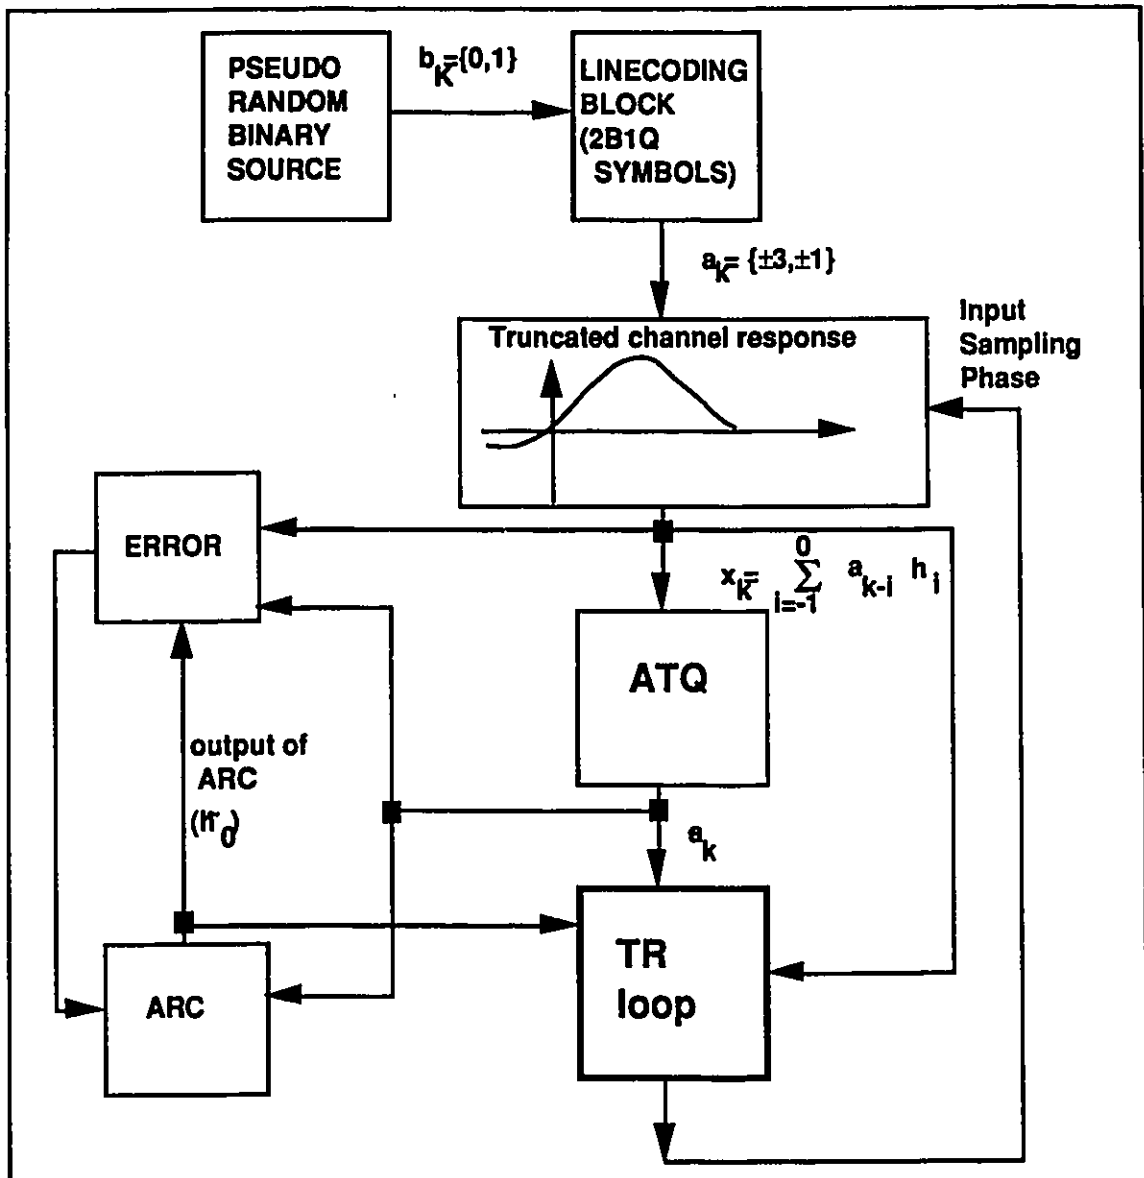 PSEUDO
RANDOM
BINARY
SOURCE
b_K={0,1}
LINECODING
BLOCK
(2B1Q
SYMBOLS)
a_k= {±3,±1}
Truncated channel response
Input
Sampling
Phase
ERROR
x_k= ∑_{i=-1}^{0} a_{k-i} h_i
ATQ
output of
ARC
(h̃_0)
a_k
TR
loop
ARC